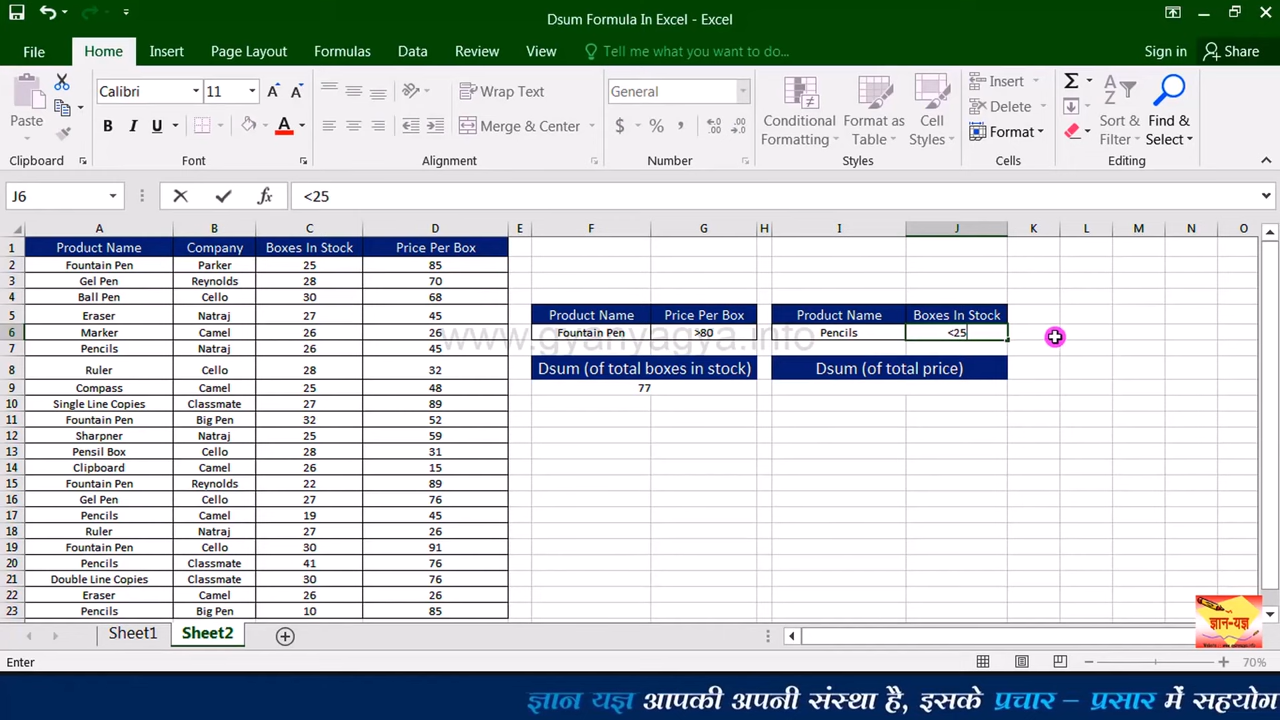 Dsum Formula In Excel - Excel
File Home Insert Page Layout Formulas Data Review View Tell me what you want to do... Sign in Share
Paste Calibri 11 Wrap Text General Conditional Formatting Format as Table Cell Styles Insert Σ Sort & Filter Find & Select
B I U A Merge & Center $ % , Delete
Format
Clipboard Font Alignment Number Styles Cells Editing
J6 fx <25
A B C D E F G H I J K L M N O
1 Product Name Company Boxes In Stock Price Per Box
2 Fountain Pen Parker 25 85
3 Gel Pen Reynolds 28 70
4 Ball Pen Cello 30 68
5 Eraser Natraj 27 45 Product Name Price Per Box Product Name Boxes In Stock
6 Marker Camel 26 26 Fountain Pen >80 Pencils <25
www.gyanyagya.info
7 Pencils Natraj 26 45
8 Ruler Cello 28 32 Dsum (of total boxes in stock) Dsum (of total price)
9 Compass Camel 25 48 77
10 Single Line Copies Classmate 27 89
11 Fountain Pen Big Pen 32 52
12 Sharpner Natraj 25 59
13 Pensil Box Cello 28 31
14 Clipboard Camel 26 15
15 Fountain Pen Reynolds 22 89
16 Gel Pen Cello 27 76
17 Pencils Camel 19 45
18 Ruler Natraj 27 26
19 Fountain Pen Cello 30 91
20 Pencils Classmate 41 76
21 Double Line Copies Classmate 30 76
22 Eraser Camel 26 26
23 Pencils Big Pen 10 85
ज्ञान-यज्ञ
Sheet1 Sheet2
Enter 70%
ज्ञान यज्ञ आपकी अपनी संस्था है, इसके प्रचार – प्रसार में सहयोग